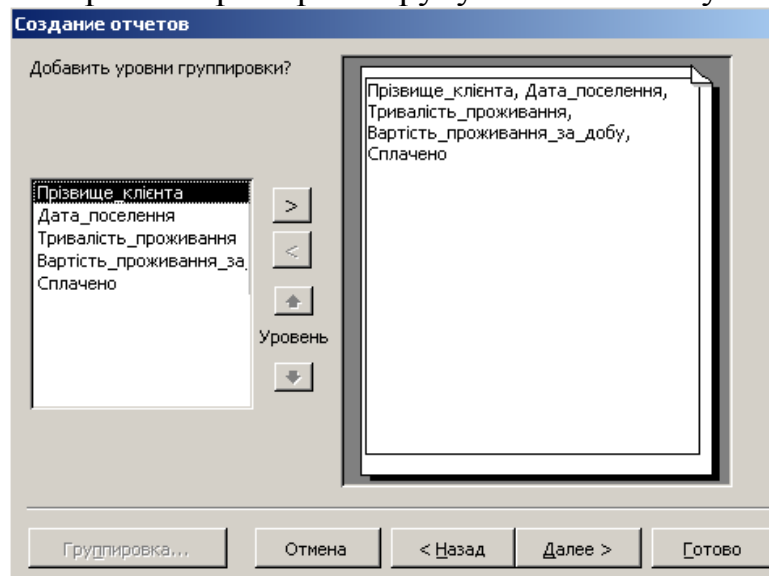 Создание отчетов
Добавить уровни группировки?
Прізвище_клієнта, Дата_поселення,
Тривалість_проживання,
Вартість_проживання_за_добу,
Сплачено
Прізвище_клієнта
Дата_поселення
Тривалість_проживання
Вартість_проживання_за_
Сплачено
>
<
Уровень
Группировка...
Отмена
< Назад
Далее >
Готово